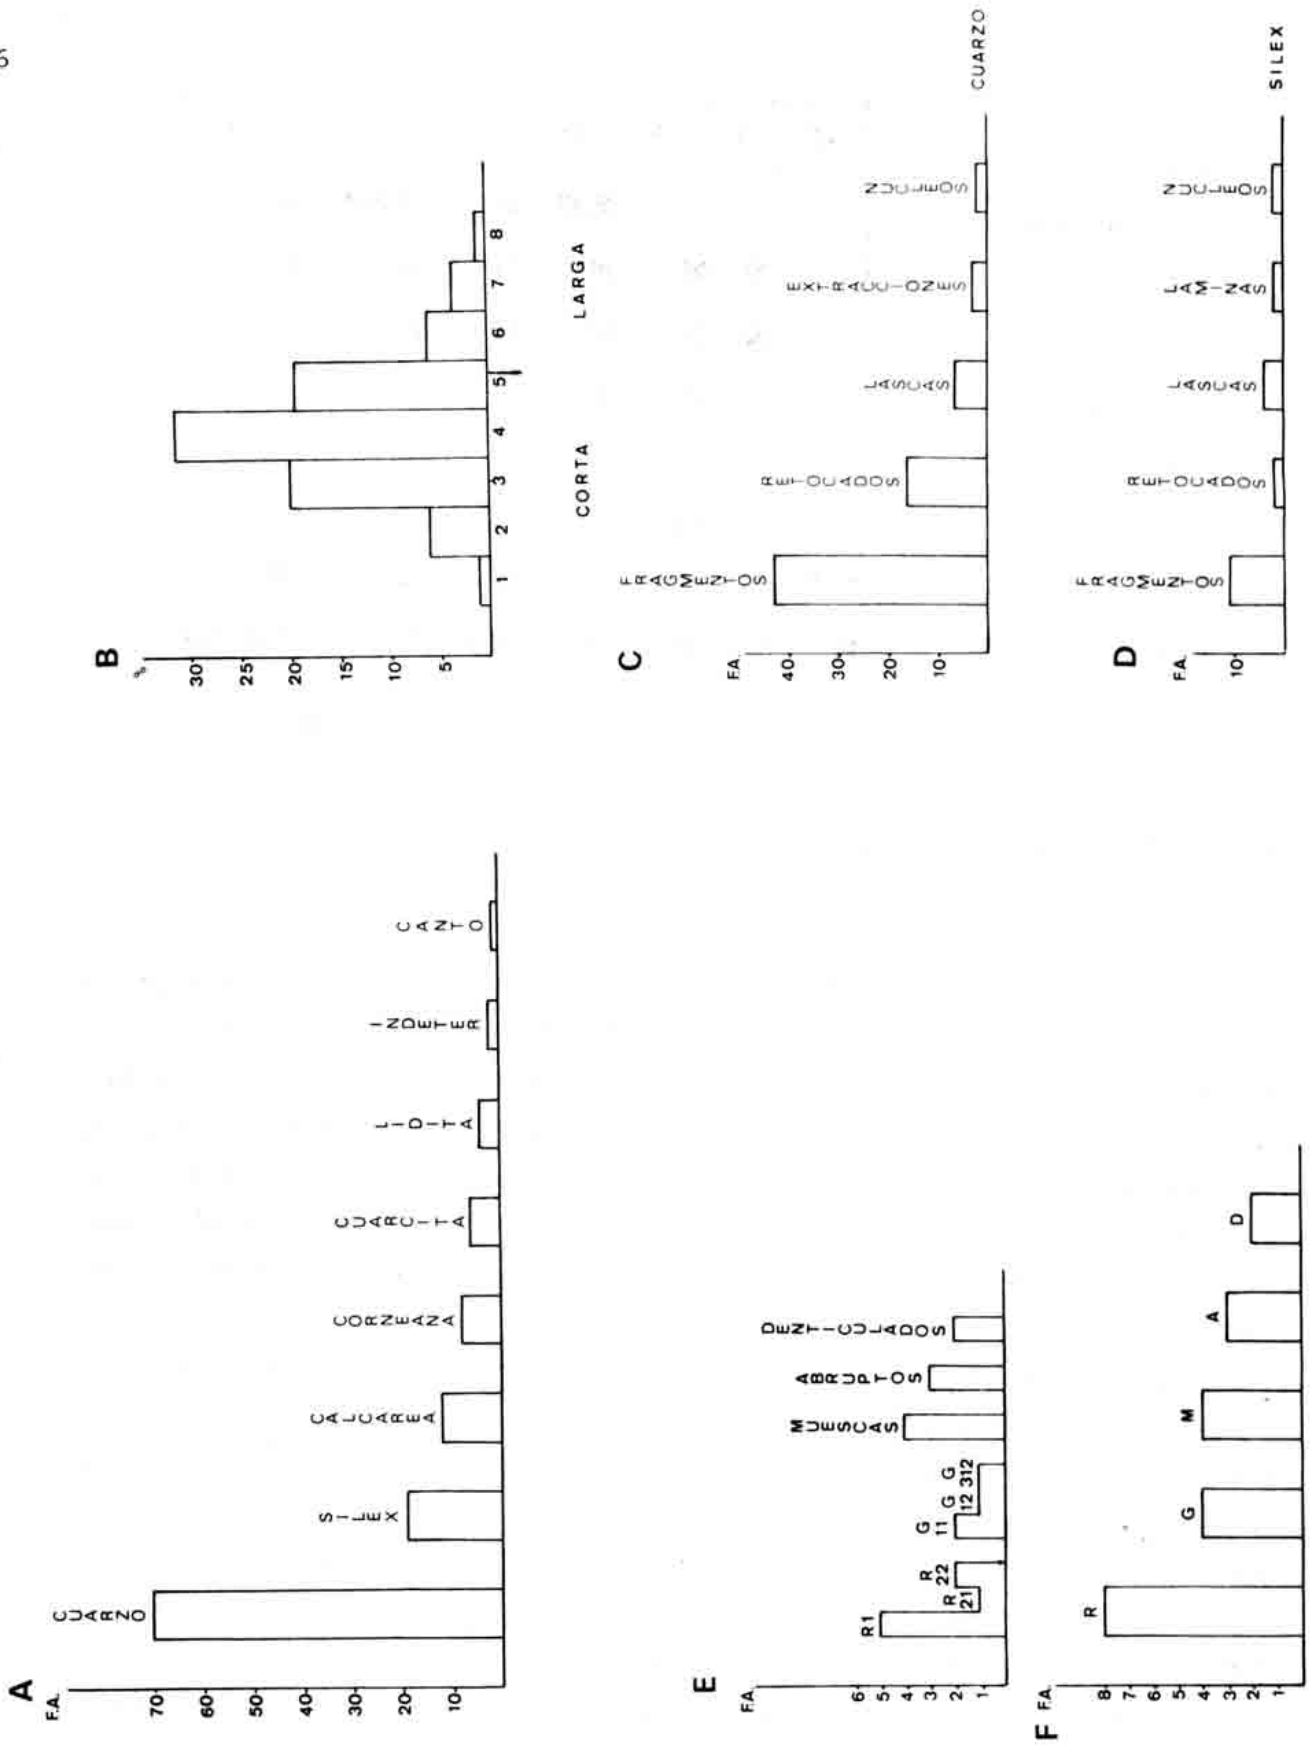 6
A
F.A.
70
60
50
40
30
20
10
CUARZO
SILEX
CALCAREA
CORNEANA
CUARCITA
LIDITA
INDETER
CANTO
B
%
30
25
20
15
10
5
1 2 3 4 5 6 7 8
CORTA LARGA
C
F.A.
40
30
20
10
FRAGMENTOS
RETOCADOS
LASCAS
EXTRACCIONES
NUCLEOS
CUARZO
D
F.A.
10
FRAGMENTOS
RETOCADOS
LASCAS
LAMINAS
NUCLEOS
SILEX
E
F.A.
6
5
4
3
2
1
R1
R 21
R 22
G 11
G 12
G 312
MUESCAS
ABRUPTOS
DENTICULADOS
F
F.A.
8
7
6
5
4
3
2
1
R
G
M
A
D